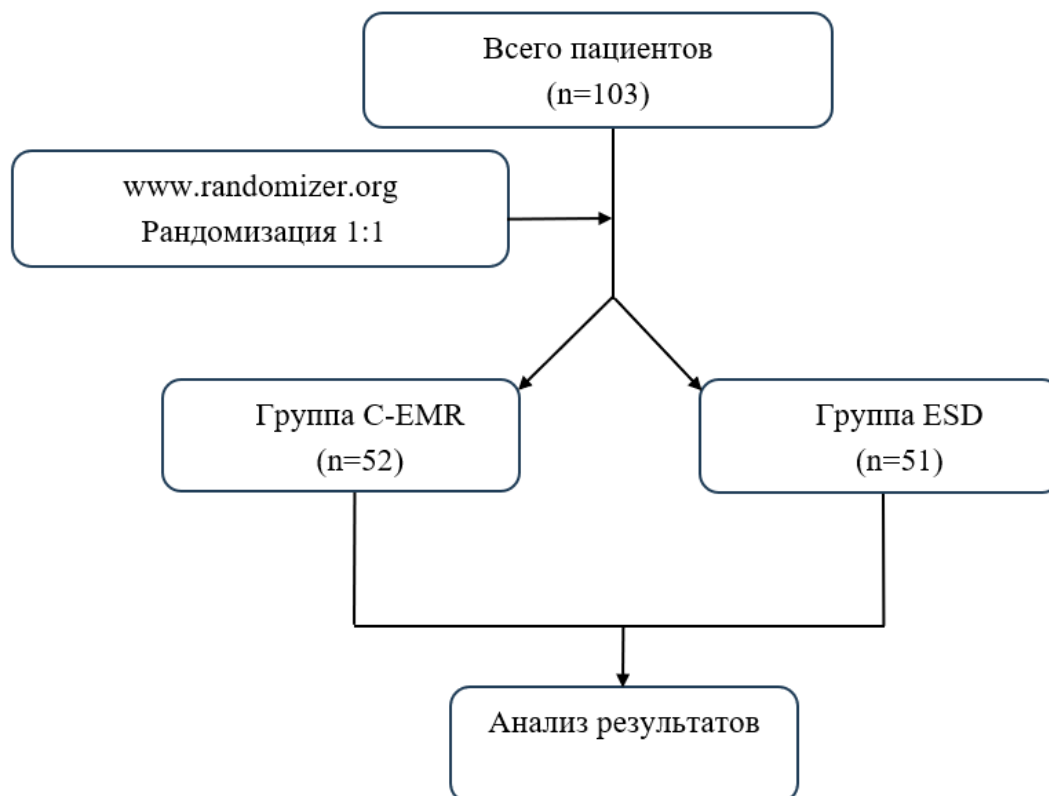 Всего пациентов
(n=103)
www.randomizer.org
Рандомизация 1:1
Группа C-EMR
(n=52)
Группа ESD
(n=51)
Анализ результатов